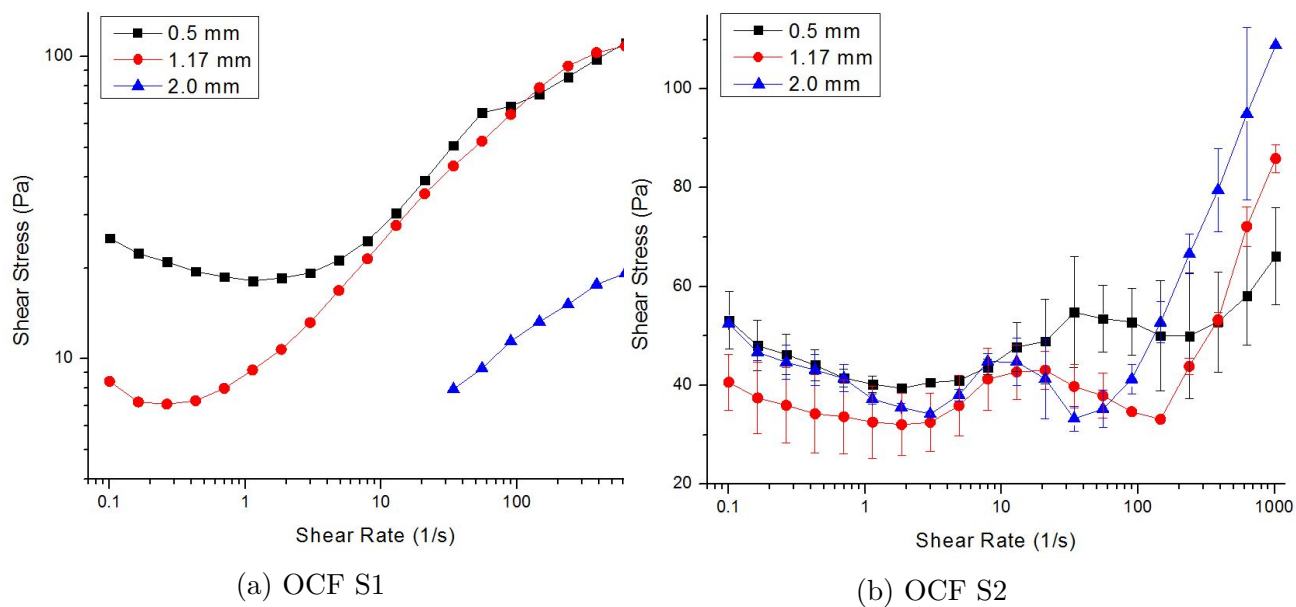 0.5 mm
1.17 mm
2.0 mm
100
10
Shear Stress (Pa)
0.1 1 10 100
Shear Rate (1/s)
(a) OCF S1
0.5 mm
1.17 mm
2.0 mm
100
80
60
40
20
Shear Stress (Pa)
0.1 1 10 100 1000
Shear Rate (1/s)
(b) OCF S2